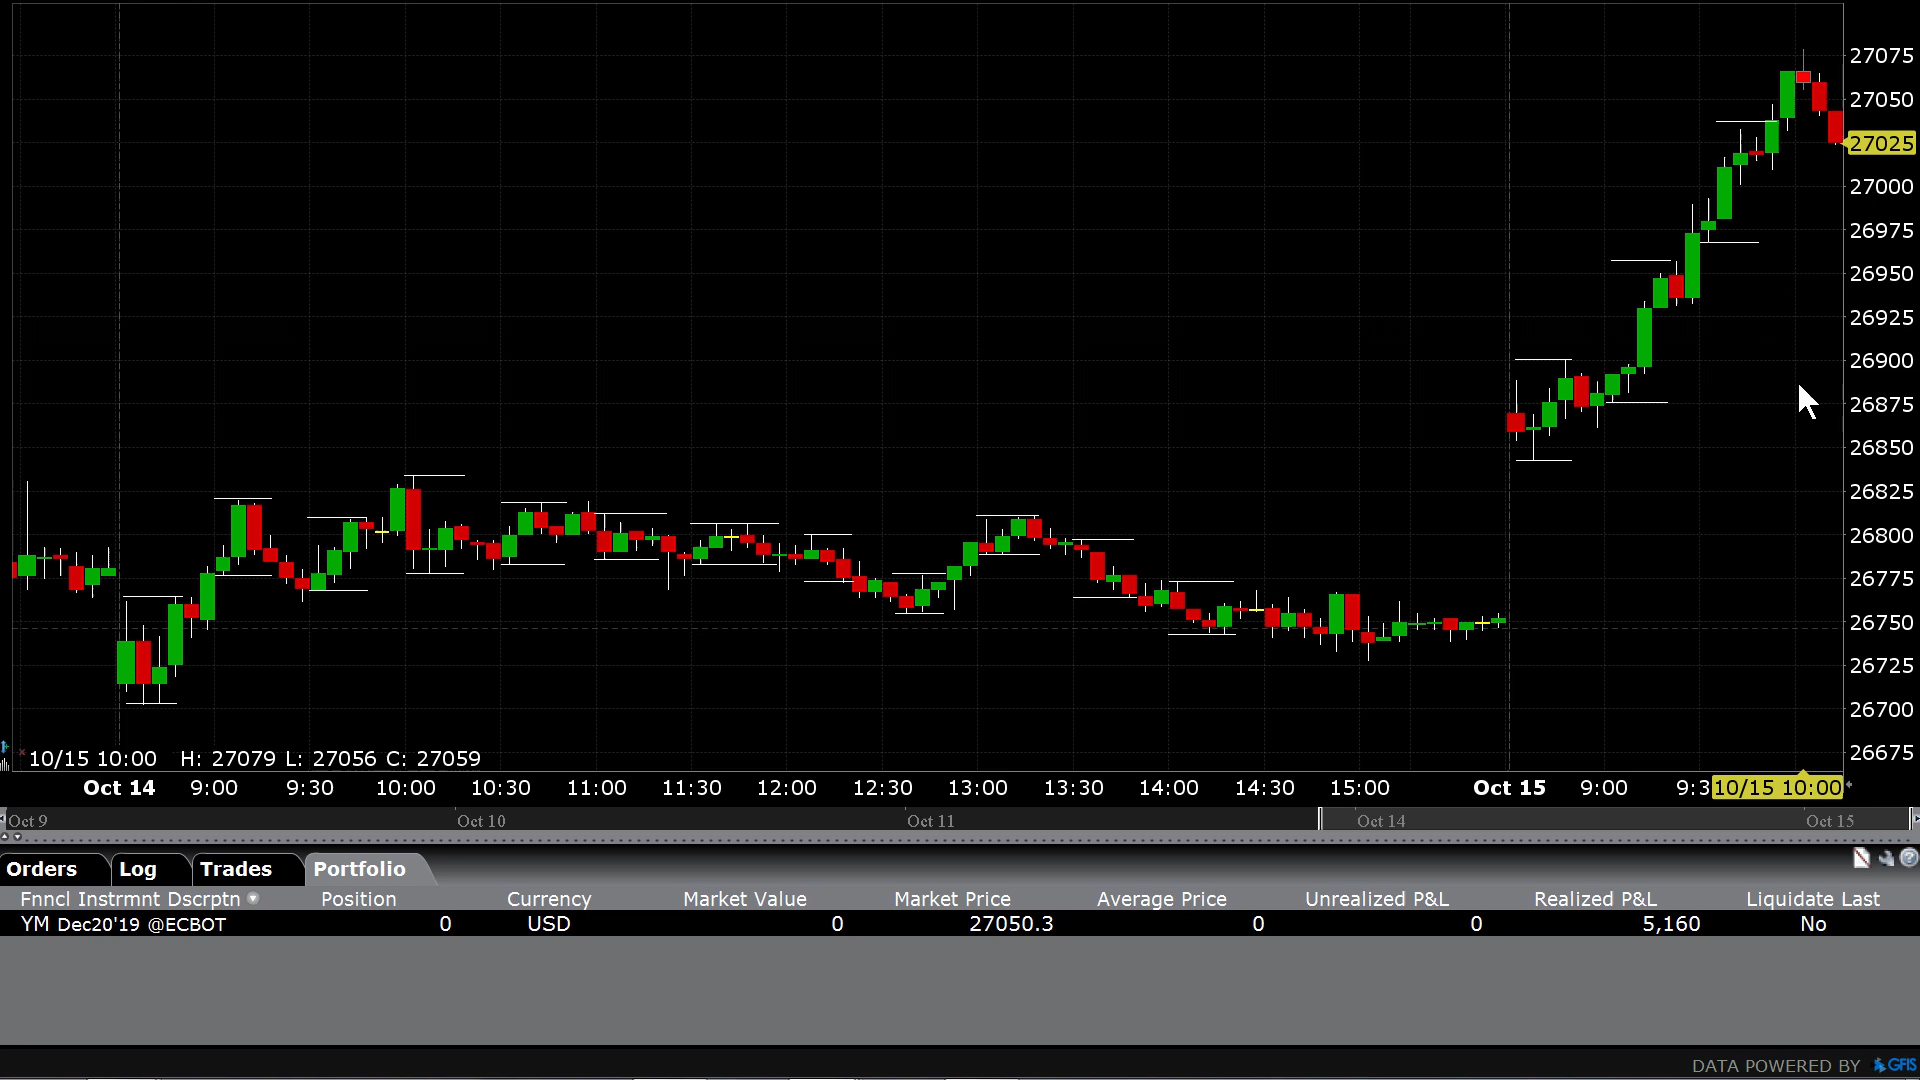 27075
27050
27025
27000
26975
26950
26925
26900
26875
26850
26825
26800
26775
26750
26725
26700
26675
10/15 10:00 H: 27079 L: 27056 C: 27059
Oct 14 9:00 9:30 10:00 10:30 11:00 11:30 12:00 12:30 13:00 13:30 14:00 14:30 15:00 Oct 15 9:00 9:3 10/15 10:00
Oct 9 Oct 10 Oct 11 Oct 14 Oct 15
Orders Log Trades Portfolio
Fnncl Instrmnt Dscrptn Position Currency Market Value Market Price Average Price Unrealized P&L Realized P&L Liquidate Last
YM Dec20'19 @ECBOT 0 USD 0 27050.3 0 0 5,160 No
DATA POWERED BY GFIS